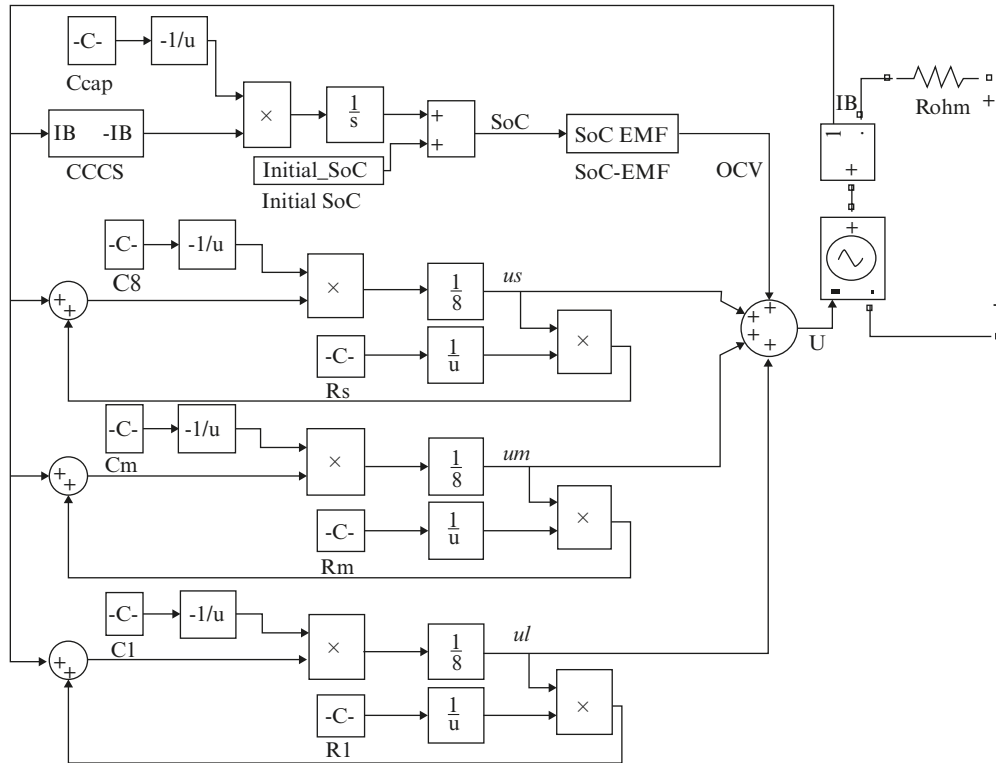 -C-
-1/u
Ccap
IB -IB
CCCS
×
1
s
+
+
Initial_SoC
Initial SoC
SoC
SoC EMF
SoC-EMF
OCV
IB
1
.
+
Rohm
+
+
-
-C-
-1/u
C8
+
+
×
1
8
us
-C-
Rs
1
u
×
+
+
+
+
U
-C-
-1/u
Cm
+
+
×
1
8
um
-C-
Rm
1
u
×
-C-
-1/u
C1
+
+
×
1
8
ul
-C-
R1
1
u
×